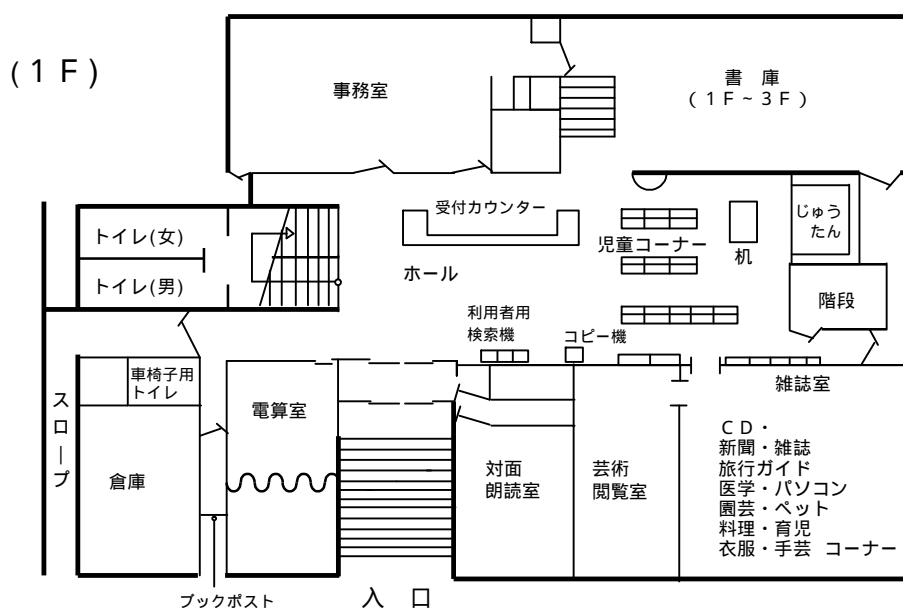 (１Ｆ)
事務室
書　庫
(１Ｆ~３Ｆ)
受付カウンター
トイレ(女)
トイレ(男)
ホール
児童コーナー
机
じゅう
たん
階段
利用者用
検索機
コピー機
車椅子用
トイレ
スロープ
電算室
倉庫
対面
朗読室
芸術
閲覧室
雑誌室
ＣＤ・
新聞・雑誌
旅行ガイド
医学・パソコン
園芸・ペット
料理・育児
衣服・手芸 コーナー
ブックポスト
入　口